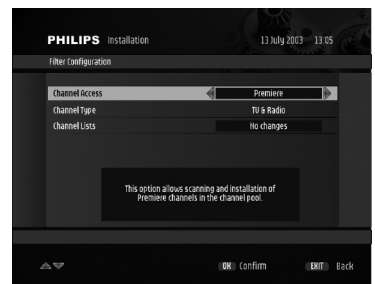 PHILIPS Installation 13 July 2003 13:05
Filter Configuration
Channel Access Premiere
Channel Type TV & Radio
Channel Lists No changes
This option allows scanning and installation of
Premiere channels in the channel pool.
OK Confirm EXIT Back